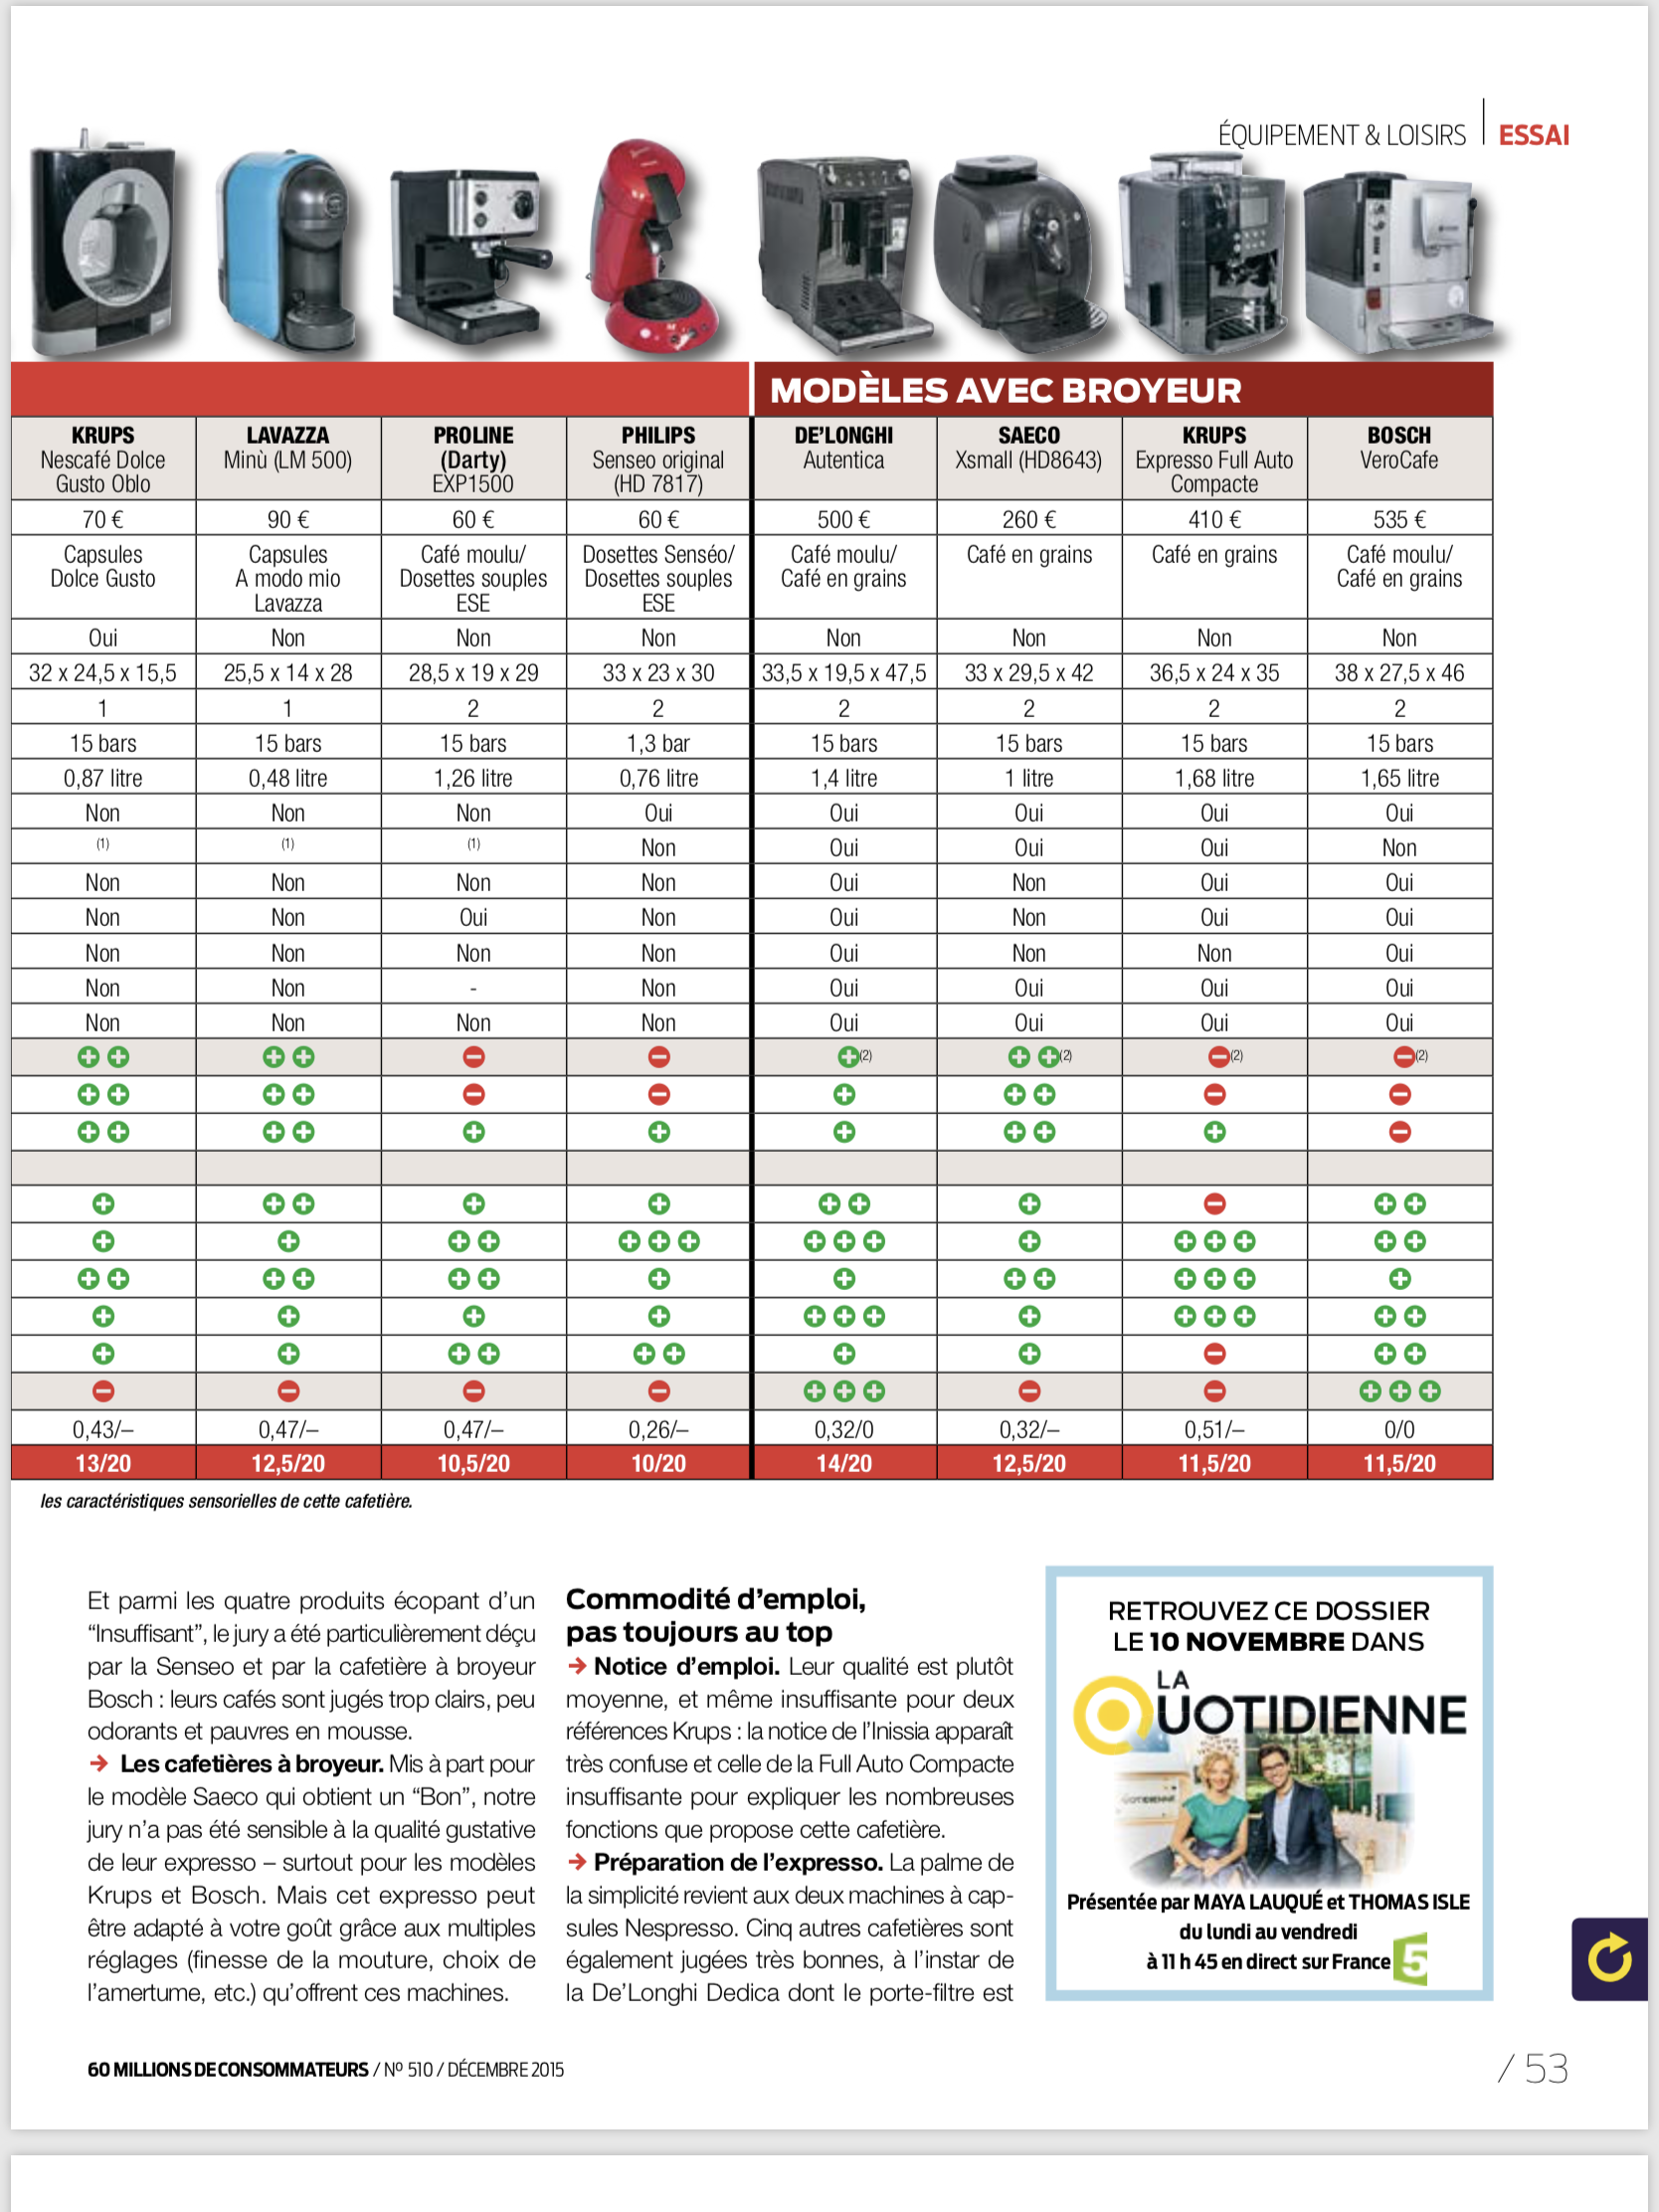 ÉQUIPEMENT & LOISIRS | ESSAI
MODÈLES AVEC BROYEUR
KRUPS Nescafé Dolce Gusto Oblo | LAVAZZA Minù (LM 500) | PROLINE (Darty) EXP1500 | PHILIPS Senseo original (HD 7817) | DE'LONGHI Autentica | SAECO Xsmall (HD8643) | KRUPS Expresso Full Auto Compacte | BOSCH VeroCafe
70 € | 90 € | 60 € | 60 € | 500 € | 260 € | 410 € | 535 €
Capsules Dolce Gusto | Capsules A modo mio Lavazza | Café moulu/ Dosettes souples ESE | Dosettes Senséo/ Dosettes souples ESE | Café moulu/ Café en grains | Café en grains | Café en grains | Café moulu/ Café en grains
Oui | Non | Non | Non | Non | Non | Non | Non
32 x 24,5 x 15,5 | 25,5 x 14 x 28 | 28,5 x 19 x 29 | 33 x 23 x 30 | 33,5 x 19,5 x 47,5 | 33 x 29,5 x 42 | 36,5 x 24 x 35 | 38 x 27,5 x 46
1 | 1 | 2 | 2 | 2 | 2 | 2 | 2
15 bars | 15 bars | 15 bars | 1,3 bar | 15 bars | 15 bars | 15 bars | 15 bars
0,87 litre | 0,48 litre | 1,26 litre | 0,76 litre | 1,4 litre | 1 litre | 1,68 litre | 1,65 litre
Non | Non | Non | Oui | Oui | Oui | Oui | Oui
(1) | (1) | (1) | Non | Oui | Oui | Oui | Non
Non | Non | Non | Non | Oui | Non | Oui | Oui
Non | Non | Oui | Non | Oui | Non | Oui | Oui
Non | Non | Non | Non | Oui | Non | Non | Oui
Non | Non | - | Non | Oui | Oui | Oui | Oui
Non | Non | Non | Non | Oui | Oui | Oui | Oui
++ | ++ | – | – | +(2) | ++(2) | –(2) | –(2)
++ | ++ | – | – | + | ++ | – | –
++ | ++ | + | + | + | ++ | + | –
+ | ++ | + | + | ++ | + | – | ++
+ | + | ++ | +++ | +++ | + | +++ | ++
++ | ++ | ++ | + | + | ++ | +++ | +
+ | + | + | + | +++ | + | +++ | ++
+ | + | ++ | ++ | + | + | – | ++
– | – | – | – | +++ | – | – | +++
0,43/– | 0,47/– | 0,47/– | 0,26/– | 0,32/0 | 0,32/– | 0,51/– | 0/0
13/20 | 12,5/20 | 10,5/20 | 10/20 | 14/20 | 12,5/20 | 11,5/20 | 11,5/20
les caractéristiques sensorielles de cette cafetière.
Et parmi les quatre produits écopant d'un
“Insuffisant”, le jury a été particulièrement déçu
par la Senseo et par la cafetière à broyeur
Bosch : leurs cafés sont jugés trop clairs, peu
odorants et pauvres en mousse.
→ Les cafetières à broyeur. Mis à part pour
le modèle Saeco qui obtient un “Bon”, notre
jury n'a pas été sensible à la qualité gustative
de leur expresso – surtout pour les modèles
Krups et Bosch. Mais cet expresso peut
être adapté à votre goût grâce aux multiples
réglages (finesse de la mouture, choix de
l'amertume, etc.) qu'offrent ces machines.
Commodité d'emploi,
pas toujours au top
→ Notice d'emploi. Leur qualité est plutôt
moyenne, et même insuffisante pour deux
références Krups : la notice de l'Inissia apparaît
très confuse et celle de la Full Auto Compacte
insuffisante pour expliquer les nombreuses
fonctions que propose cette cafetière.
→ Préparation de l'expresso. La palme de
la simplicité revient aux deux machines à cap-
sules Nespresso. Cinq autres cafetières sont
également jugées très bonnes, à l'instar de
la De'Longhi Dedica dont le porte-filtre est
RETROUVEZ CE DOSSIER
LE 10 NOVEMBRE DANS
LA
QUOTIDIENNE
Présentée par MAYA LAUQUÉ et THOMAS ISLE
du lundi au vendredi
à 11 h 45 en direct sur France 5
60 MILLIONS DE CONSOMMATEURS / Nº 510 / DÉCEMBRE 2015
/ 53